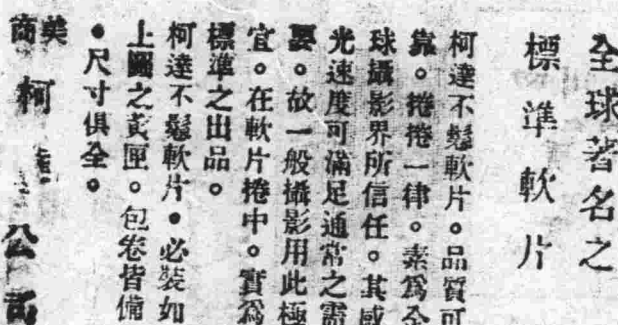 全球著名之
標準軟片
柯達不鬆軟片。品質可
靠。捲捲一律。素爲全
球攝影界所信任。其感
光速度可滿足通常之需
要。故一般攝影用此極
宜。在軟片捲中。實爲
標準之出品。
柯達不鬆軟片。必裝如
上圖之黃匣。包卷皆備
。尺寸俱全。
美商 柯達公司